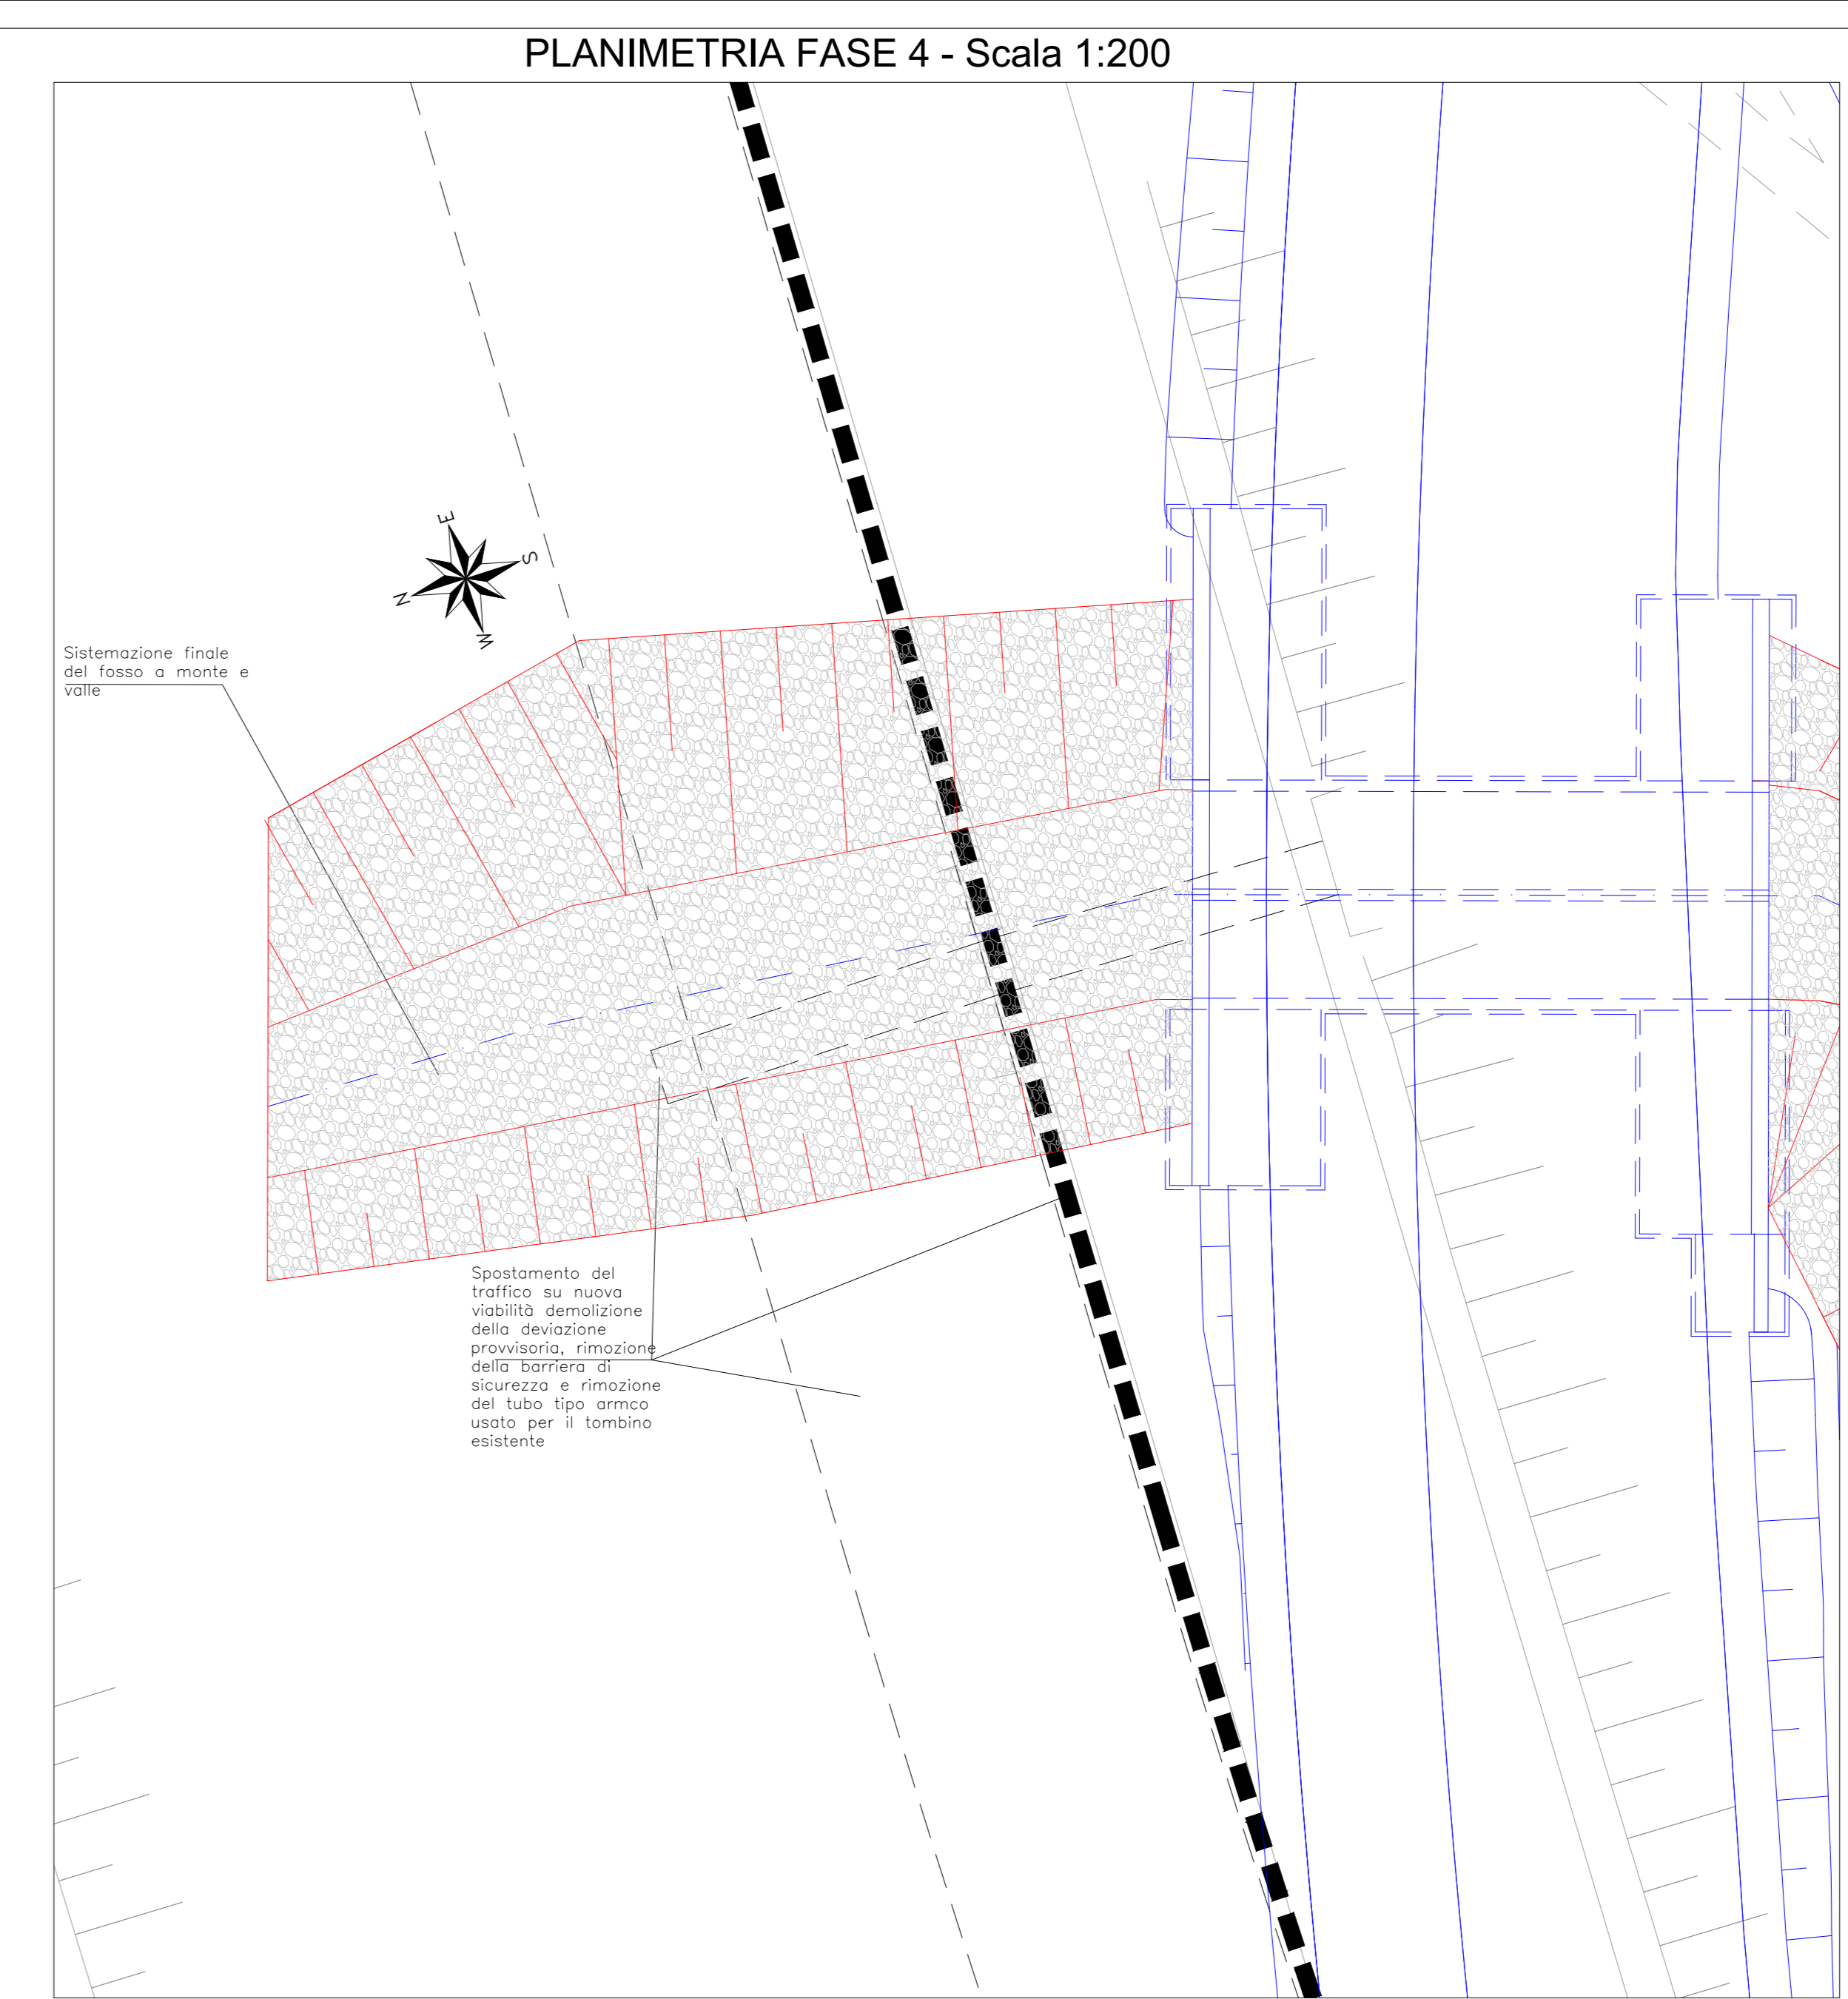 PLANIMETRIA FASE 4 - Scala 1:200
E
S
N
W
Sistemazione finale
del fosso a monte e
valle
Spostamento del
traffico su nuova
viabilità demolizione
della deviazione
provvisoria, rimozione
della barriera di
sicurezza e rimozione
del tubo tipo armco
usato per il tombino
esistente